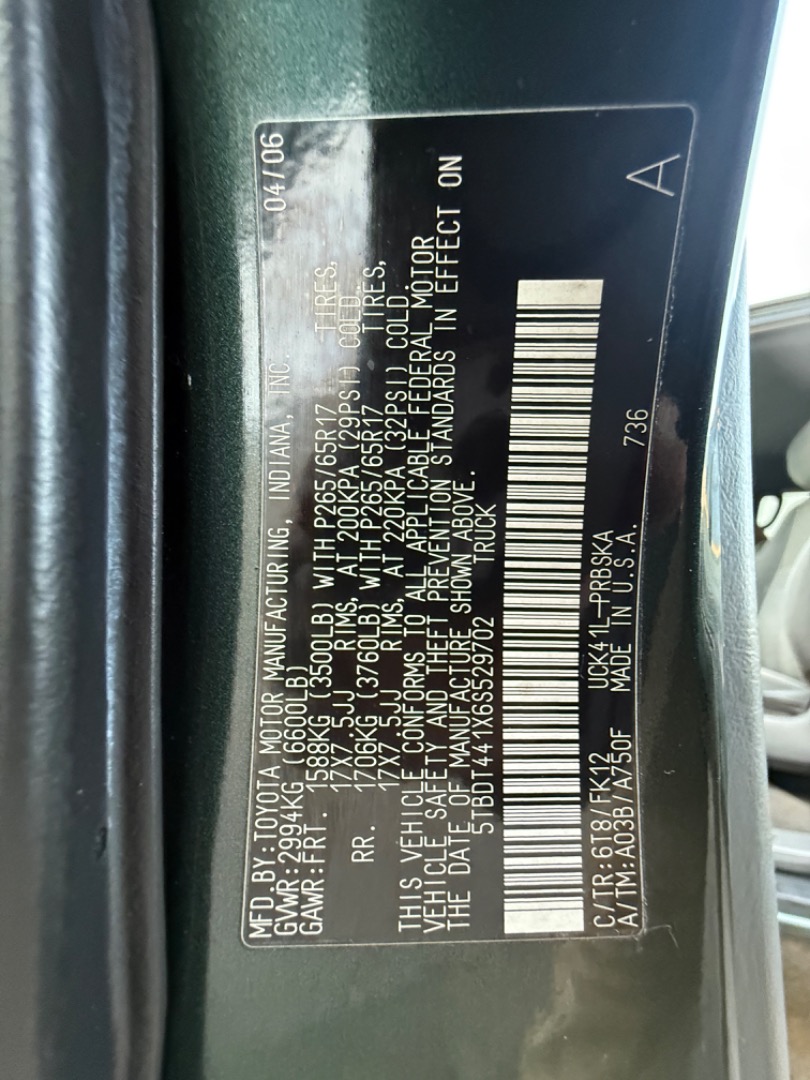 MFD.BY:TOYOTA MOTOR MANUFACTURING, INDIANA, INC. 04/06
GVWR:2994KG (6600LB)
GAWR:FRT. 1588KG (3500LB) WITH P265/65R17 TIRES,
17X7.5JJ RIMS, AT 200KPA (29PSI) COLD
RR. 1706KG (3760LB) WITH P265/65R17 TIRES,
17X7.5JJ RIMS, AT 220KPA (32PSI) COLD
THIS VEHICLE CONFORMS TO ALL APPLICABLE FEDERAL MOTOR
VEHICLE SAFETY AND THEFT PREVENTION STANDARDS IN EFFECT ON
THE DATE OF MANUFACTURE SHOWN ABOVE.
5TBDT441X6S529702 TRUCK
C/TR:6T8/FK12 UCK41L-PRBSKA
A/TM:A03B/A750F MADE IN U.S.A. 736 A